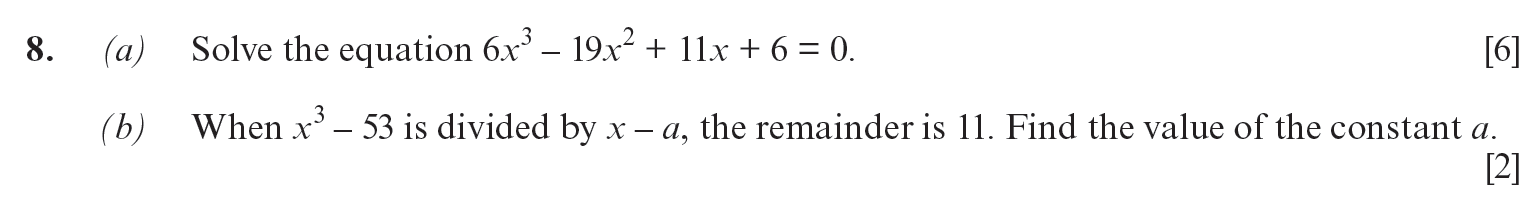 8. (a) Solve the equation 6x³ – 19x² + 11x + 6 = 0. [6]
(b) When x³ – 53 is divided by x – a, the remainder is 11. Find the value of the constant a.
[2]